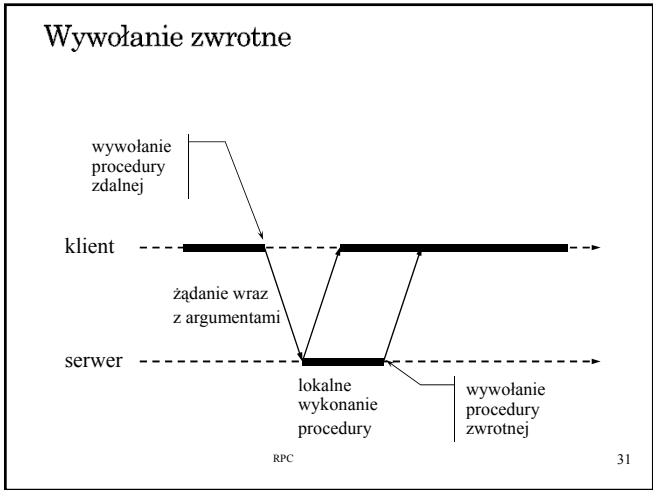 Wywołanie zwrotne
wywołanie
procedury
zdalnej
klient
żądanie wraz
z argumentami
serwer
lokalne
wykonanie
procedury
wywołanie
procedury
zwrotnej
RPC
31